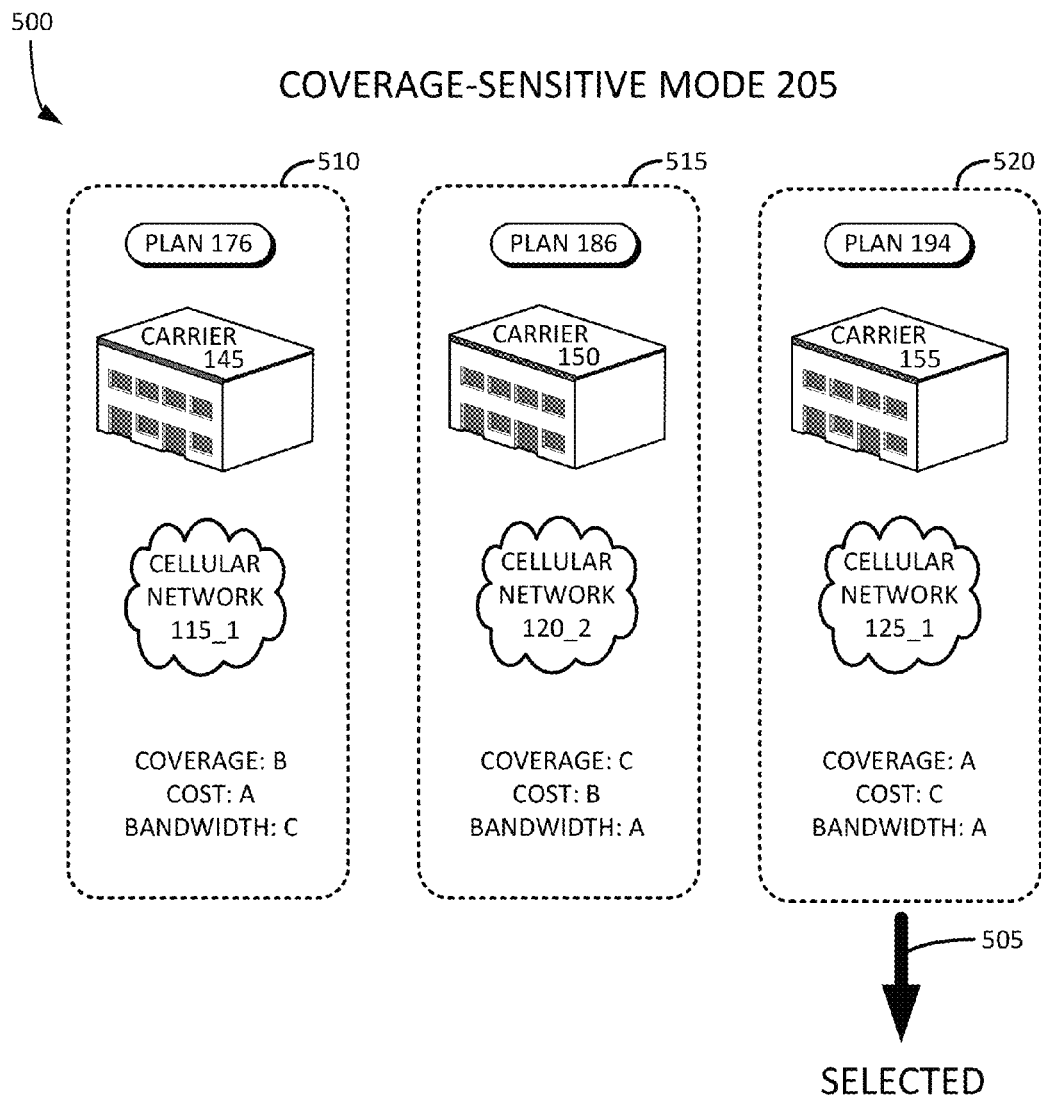 500
COVERAGE-SENSITIVE MODE 205
510
515
520
PLAN 176
PLAN 186
PLAN 194
CARRIER
145
CARRIER
150
CARRIER
155
CELLULAR
NETWORK
115_1
CELLULAR
NETWORK
120_2
CELLULAR
NETWORK
125_1
COVERAGE: B
COST: A
BANDWIDTH: C
COVERAGE: C
COST: B
BANDWIDTH: A
COVERAGE: A
COST: C
BANDWIDTH: A
505
SELECTED